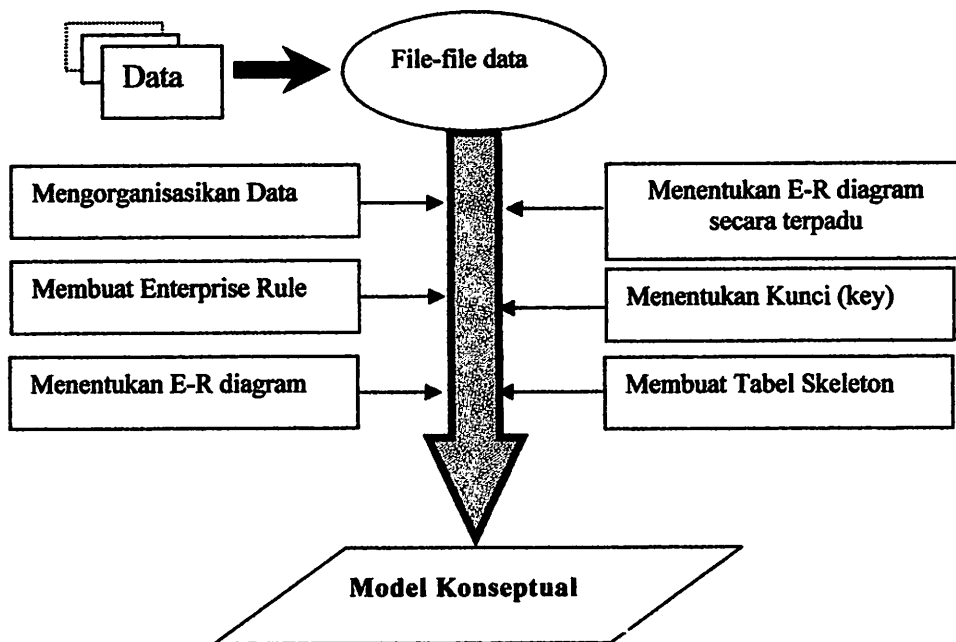 Data
File-file data
Mengorganisasikan Data
Membuat Enterprise Rule
Menentukan E-R diagram
Menentukan E-R diagram
secara terpadu
Menentukan Kunci (key)
Membuat Tabel Skeleton
Model Konseptual